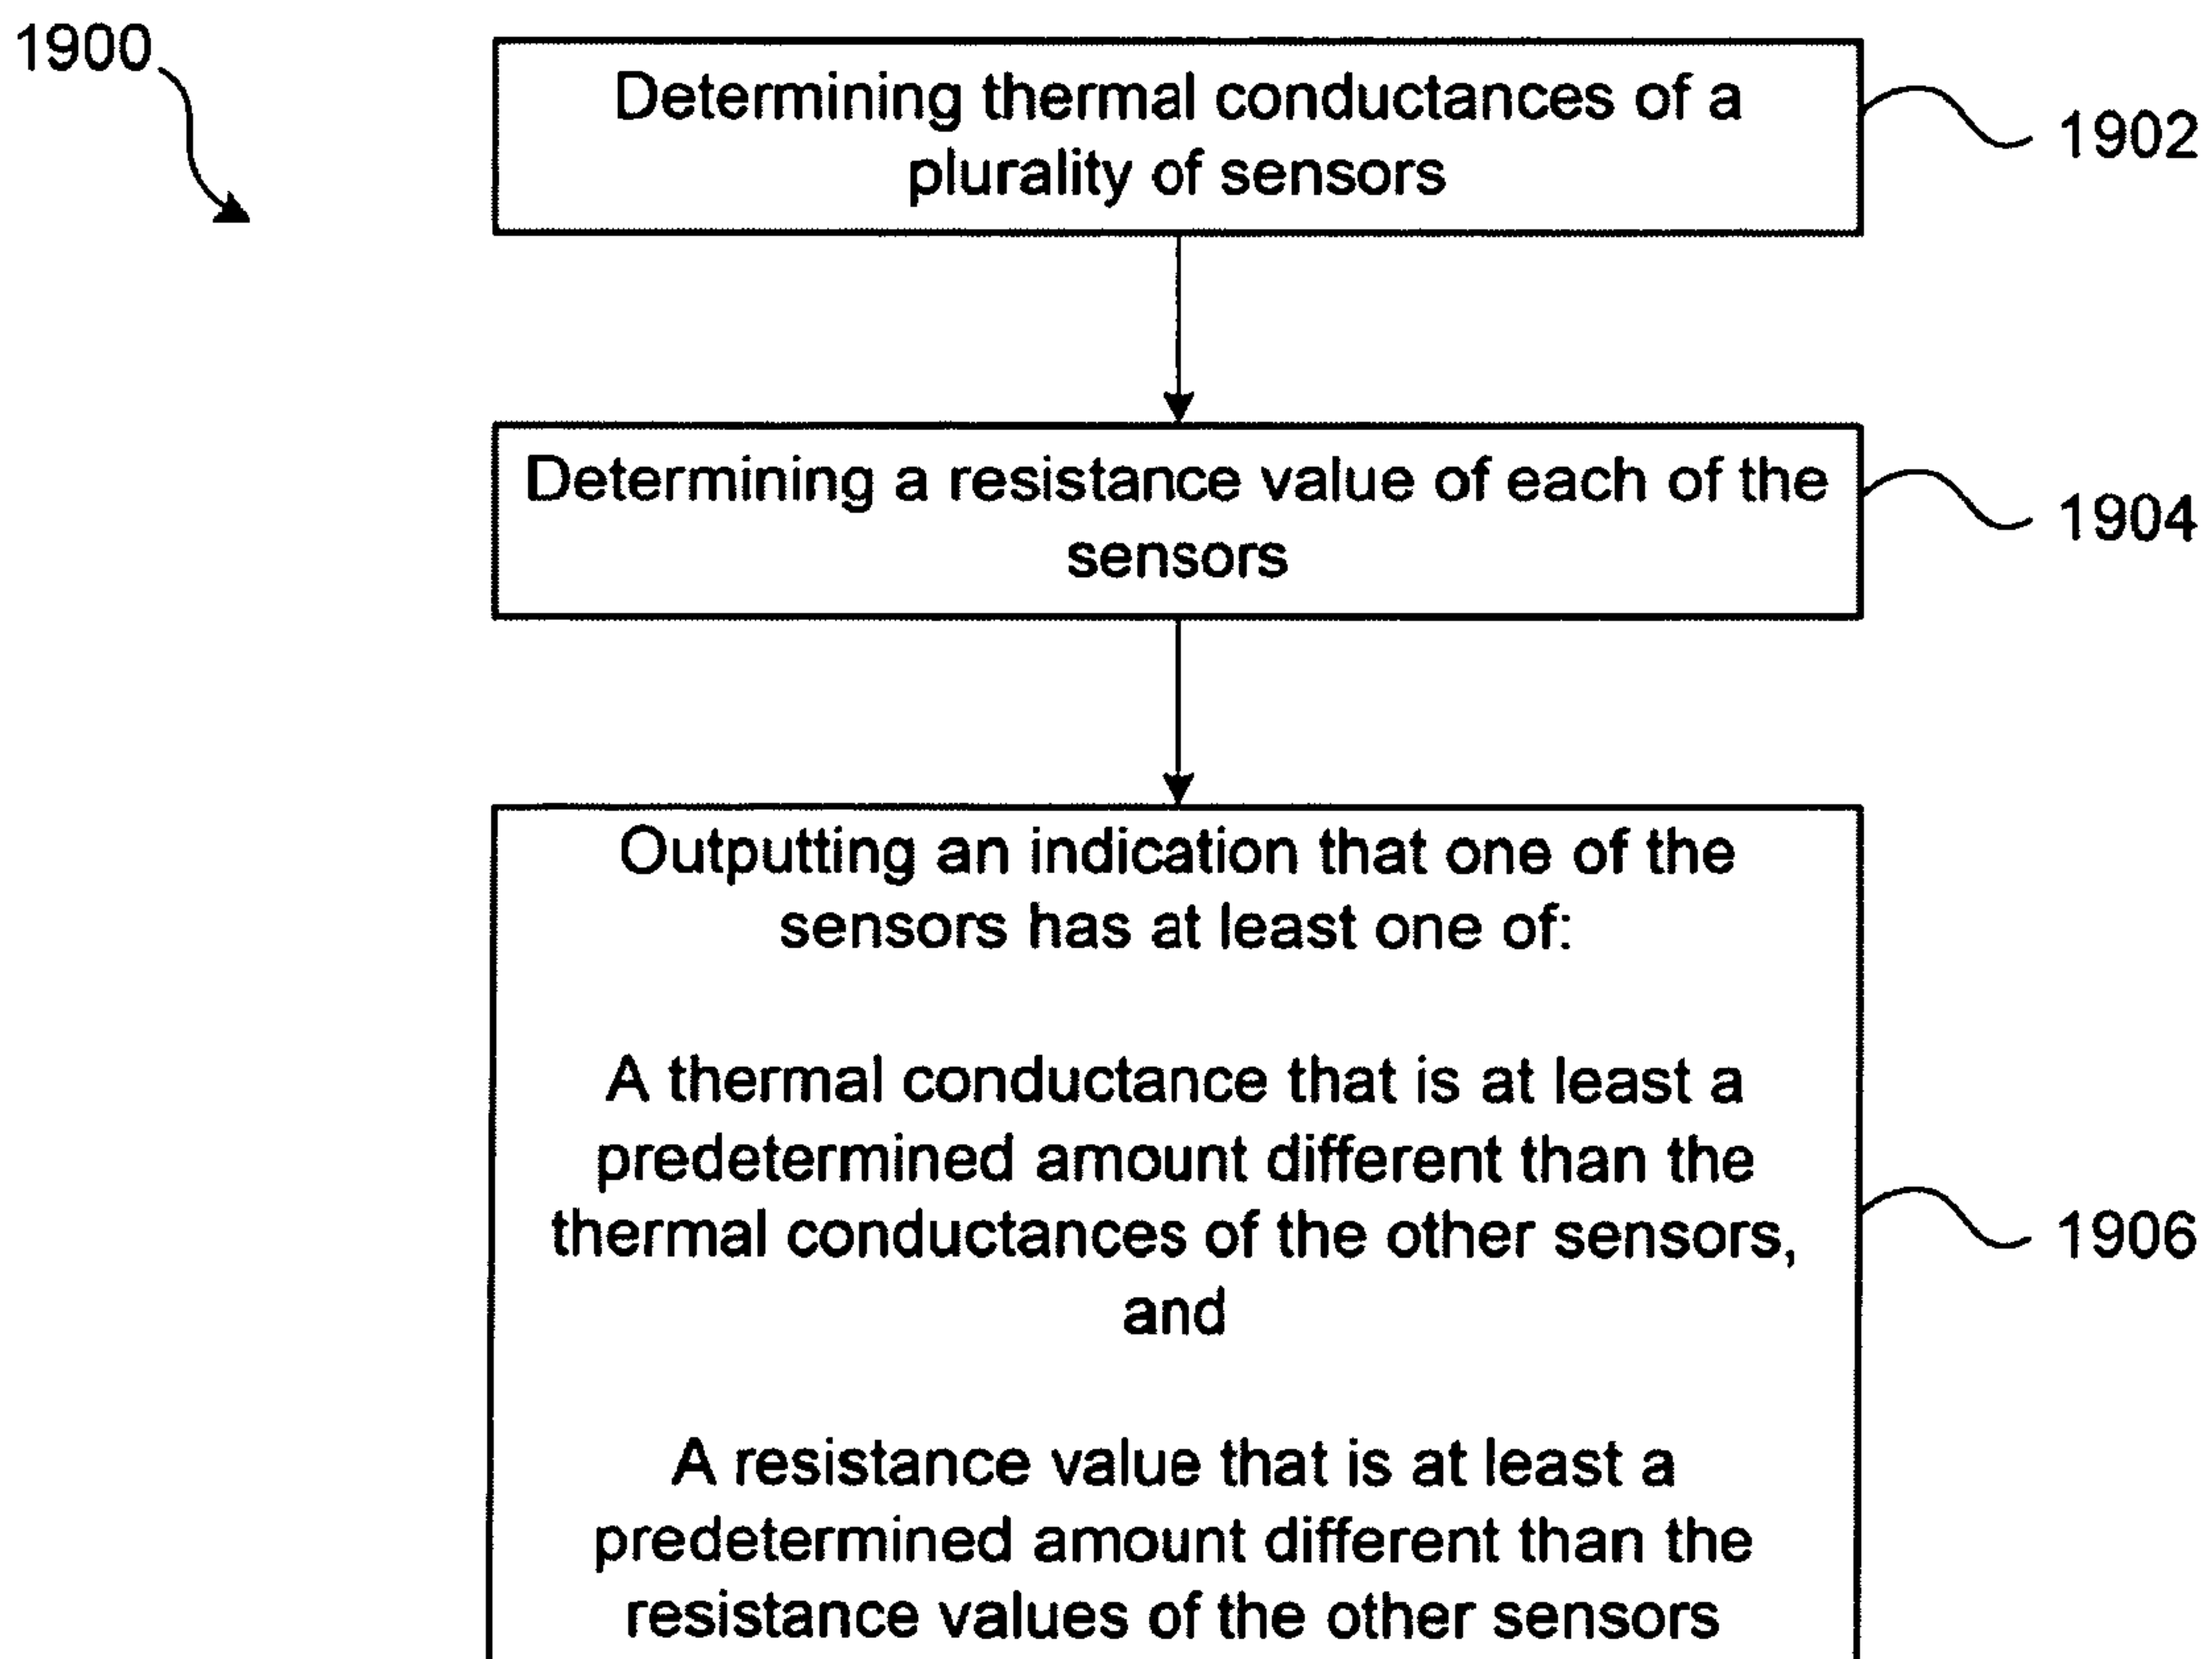 1900
Determining thermal conductances of a
plurality of sensors
1902
Determining a resistance value of each of the
sensors
1904
Outputting an indication that one of the
sensors has at least one of:
A thermal conductance that is at least a
predetermined amount different than the
thermal conductances of the other sensors,
and
1906
A resistance value that is at least a
predetermined amount different than the
resistance values of the other sensors